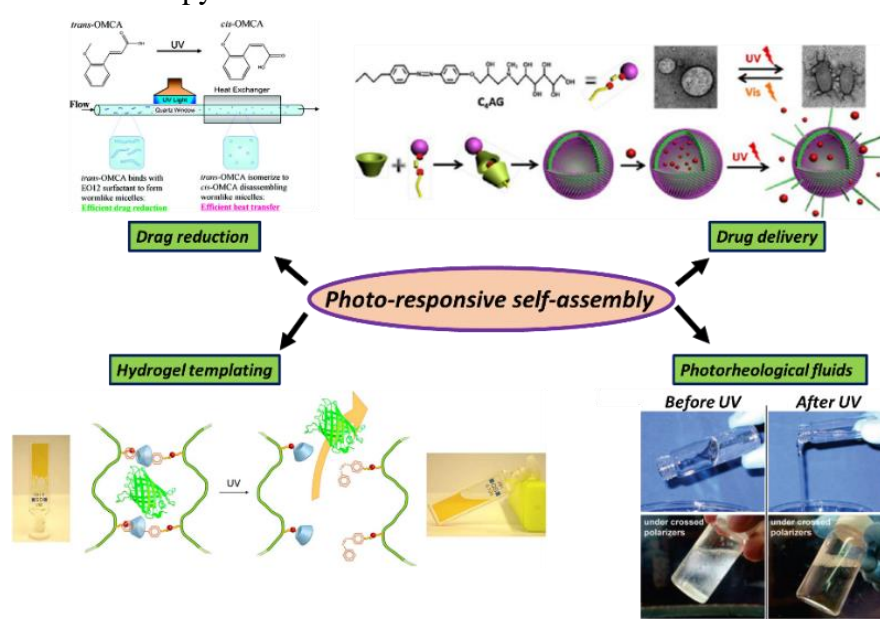 trans-OMCA
cis-OMCA
UV
UV Light
Quartz Window
Heat Exchanger
Flow
trans-OMCA binds with
EO12 surfactant to form
wormlike micelles:
Efficient drag reduction
trans-OMCA isomerize to
cis-OMCA disassembling
wormlike micelles:
Efficient heat transfer
Drag reduction
UV
Vis
UV
Drug delivery
Photo-responsive self-assembly
Hydrogel templating
UV
Photorheological fluids
Before UV
After UV
under crossed
polarizers
under crossed
polarizers